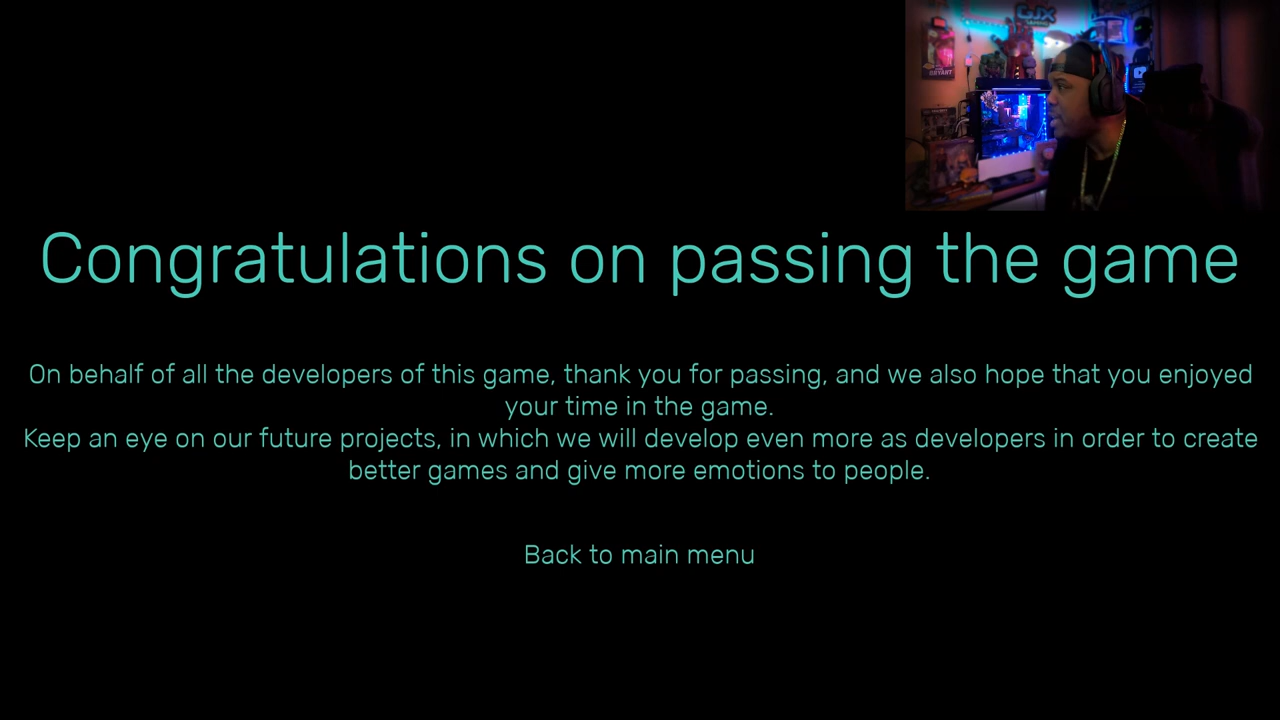 GJX
BRYANT
Congratulations on passing the game
On behalf of all the developers of this game, thank you for passing, and we also hope that you enjoyed
your time in the game.
Keep an eye on our future projects, in which we will develop even more as developers in order to create
better games and give more emotions to people.
Back to main menu